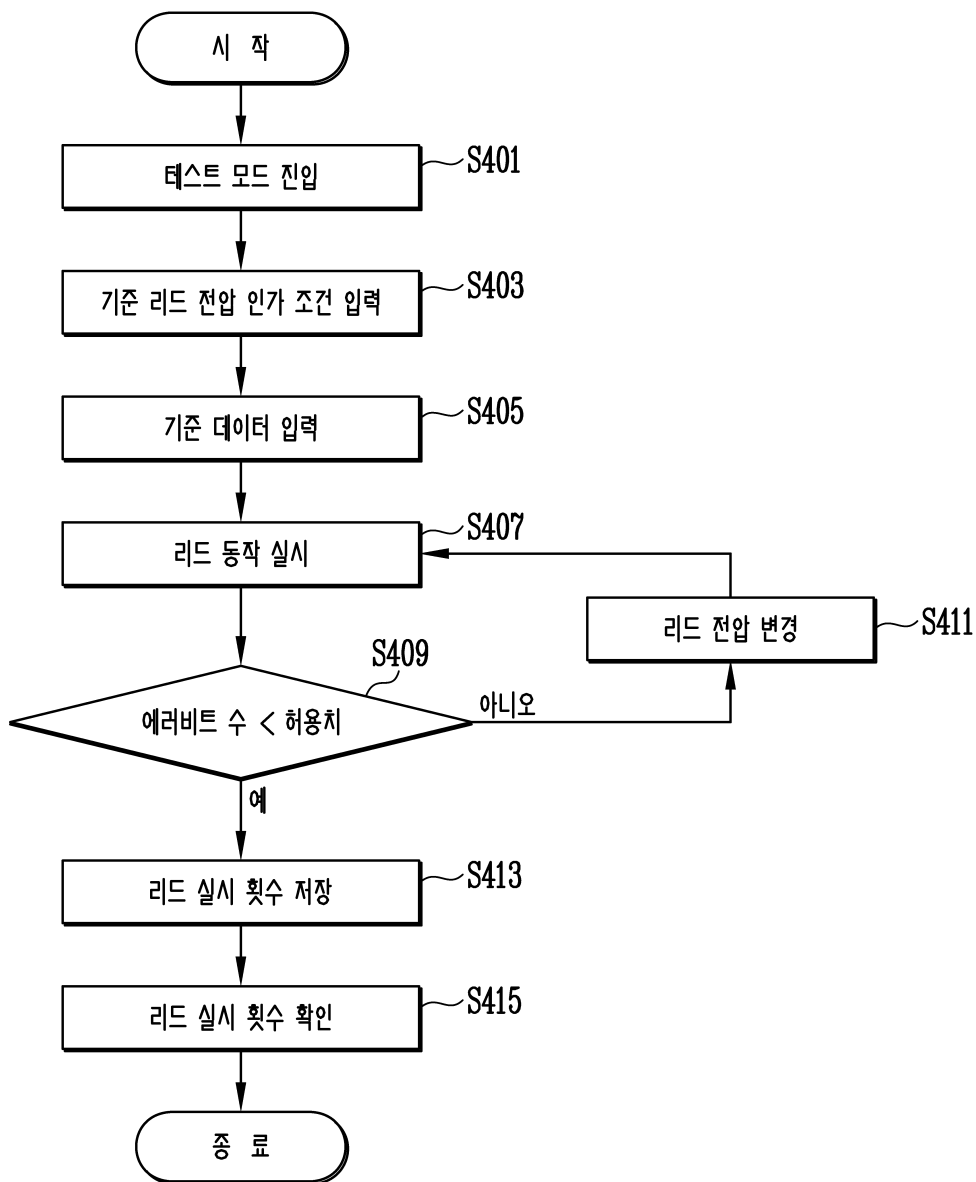 시 작
테스트 모드 진입
S401
기준 리드 전압 인가 조건 입력
S403
기준 데이터 입력
S405
리드 동작 실시
S407
리드 전압 변경
S411
S409
에러비트 수 < 허용치
아니오
예
리드 실시 횟수 저장
S413
리드 실시 횟수 확인
S415
종 료